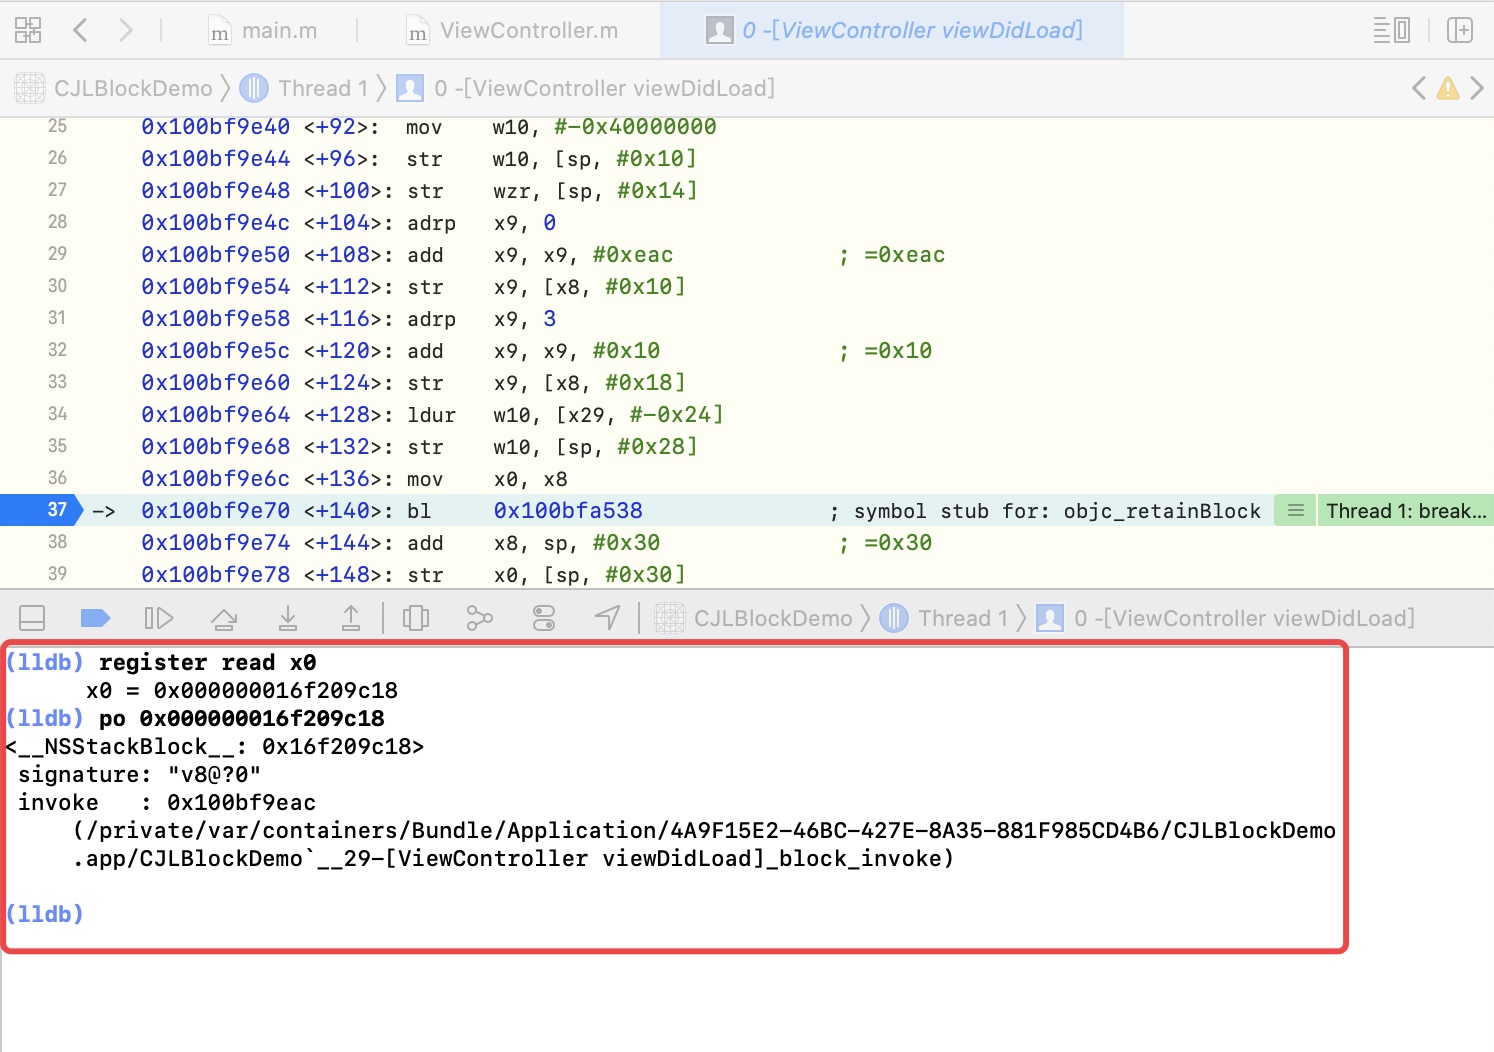 main.m ViewController.m 0 -[ViewController viewDidLoad]
CJLBlockDemo Thread 1 0 -[ViewController viewDidLoad]
25 0x100bf9e40 <+92>: mov w10, #-0x40000000
26 0x100bf9e44 <+96>: str w10, [sp, #0x10]
27 0x100bf9e48 <+100>: str wzr, [sp, #0x14]
28 0x100bf9e4c <+104>: adrp x9, 0
29 0x100bf9e50 <+108>: add x9, x9, #0xeac ; =0xeac
30 0x100bf9e54 <+112>: str x9, [x8, #0x10]
31 0x100bf9e58 <+116>: adrp x9, 3
32 0x100bf9e5c <+120>: add x9, x9, #0x10 ; =0x10
33 0x100bf9e60 <+124>: str x9, [x8, #0x18]
34 0x100bf9e64 <+128>: ldur w10, [x29, #-0x24]
35 0x100bf9e68 <+132>: str w10, [sp, #0x28]
36 0x100bf9e6c <+136>: mov x0, x8
37 -> 0x100bf9e70 <+140>: bl 0x100bfa538 ; symbol stub for: objc_retainBlock Thread 1: break...
38 0x100bf9e74 <+144>: add x8, sp, #0x30 ; =0x30
39 0x100bf9e78 <+148>: str x0, [sp, #0x30]
CJLBlockDemo Thread 1 0 -[ViewController viewDidLoad]
(lldb) register read x0
x0 = 0x000000016f209c18
(lldb) po 0x000000016f209c18
<__NSStackBlock__: 0x16f209c18>
signature: "v8@?0"
invoke : 0x100bf9eac
(/private/var/containers/Bundle/Application/4A9F15E2-46BC-427E-8A35-881F985CD4B6/CJLBlockDemo
.app/CJLBlockDemo`__29-[ViewController viewDidLoad]_block_invoke)
(lldb)